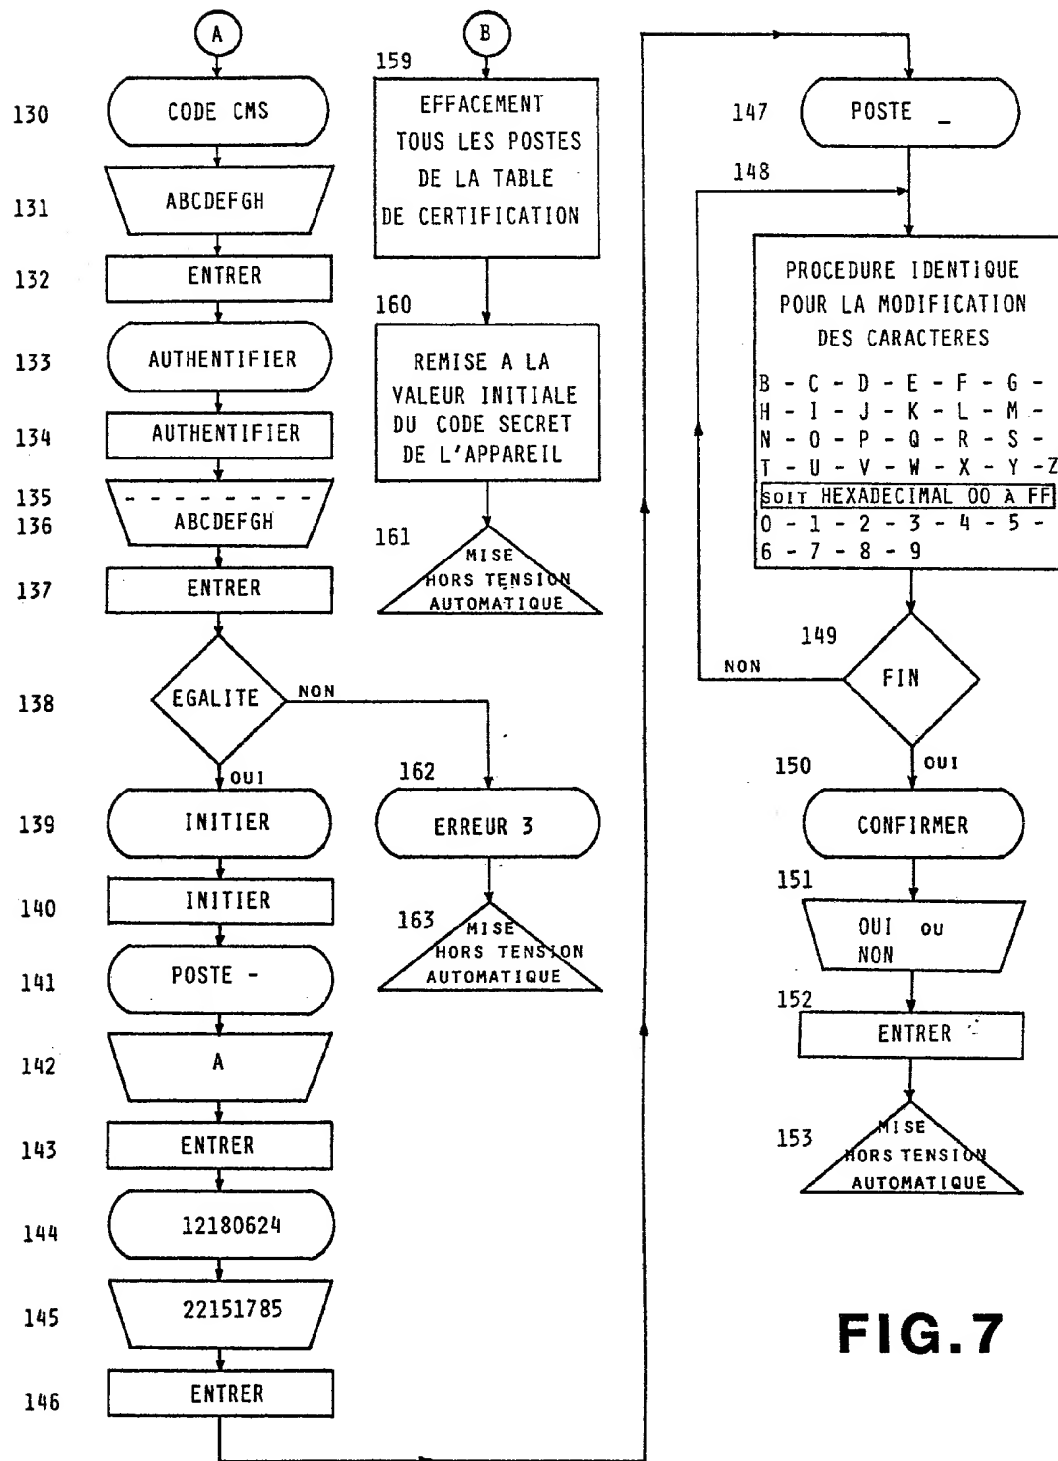 A
130 CODE CMS
131 ABCDEFGH
132 ENTRER
133 AUTHENTIFIER
134 AUTHENTIFIER
135 - - - - - - - -
136 ABCDEFGH
137 ENTRER
138 EGALITE
NON
OUI
139 INITIER
140 INITIER
141 POSTE -
142 A
143 ENTRER
144 12180624
145 22151785
146 ENTRER
B
159
EFFACEMENT
TOUS LES POSTES
DE LA TABLE
DE CERTIFICATION
160
REMISE A LA
VALEUR INITIALE
DU CODE SECRET
DE L'APPAREIL
161
MISE
HORS TENSION
AUTOMATIQUE
162
ERREUR 3
163
MISE
HORS TENSION
AUTOMATIQUE
147 POSTE _
148
PROCEDURE IDENTIQUE
POUR LA MODIFICATION
DES CARACTERES
B - C - D - E - F - G -
H - I - J - K - L - M -
N - O - P - Q - R - S -
T - U - V - W - X - Y - Z
SOIT HEXADECIMAL 00 A FF
0 - 1 - 2 - 3 - 4 - 5 -
6 - 7 - 8 - 9
149
FIN
NON
OUI
150
CONFIRMER
151
OUI OU
NON
152
ENTRER
153
MISE
HORS TENSION
AUTOMATIQUE
FIG.7